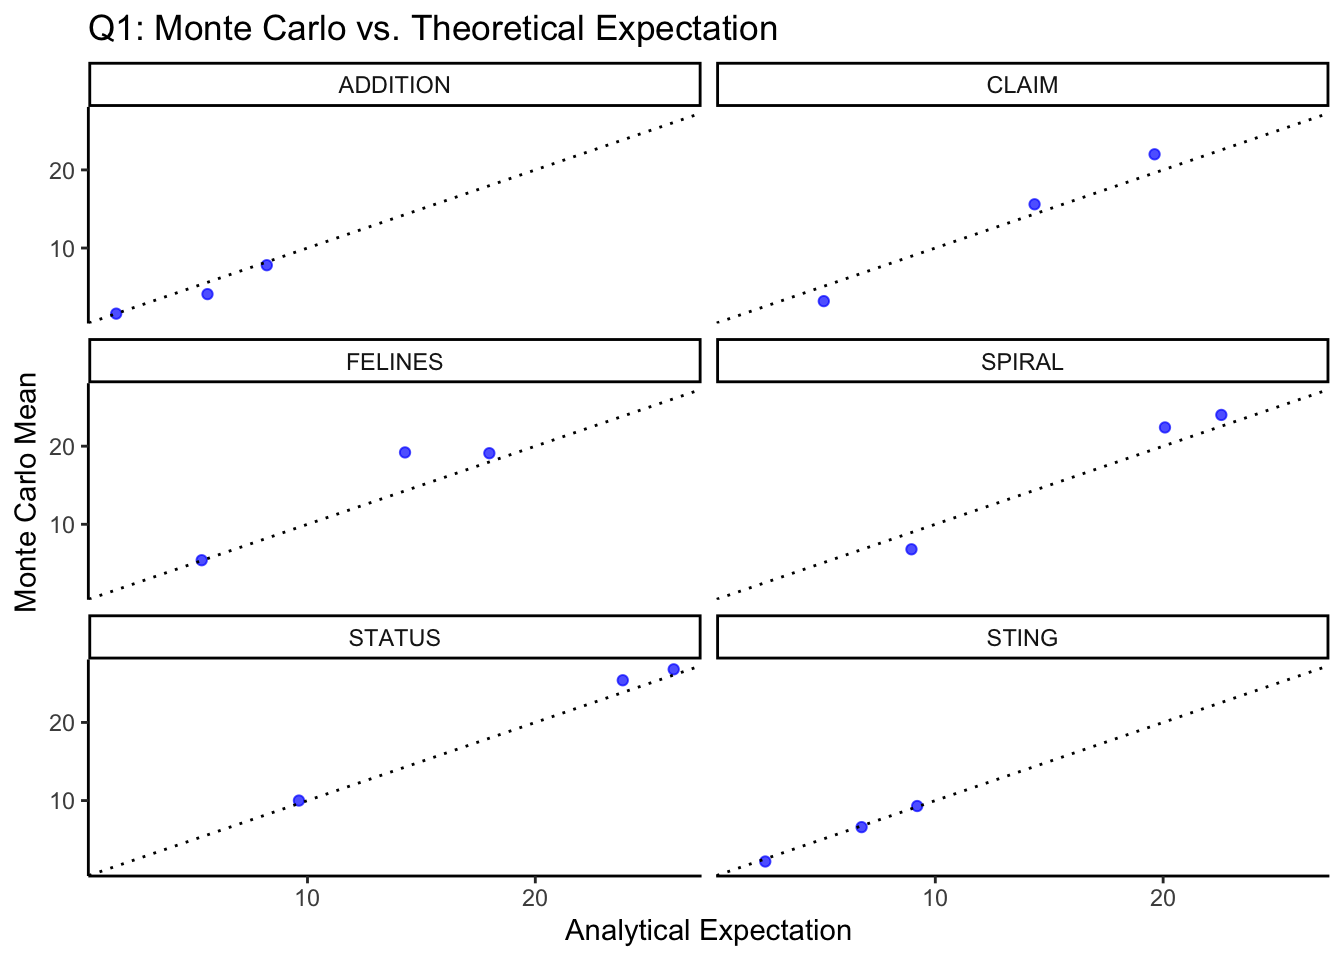 Q1: Monte Carlo vs. Theoretical Expectation
ADDITION
CLAIM
20
10
FELINES
SPIRAL
20
10
Monte Carlo Mean
STATUS
STING
20
10
10
20
10
20
Analytical Expectation